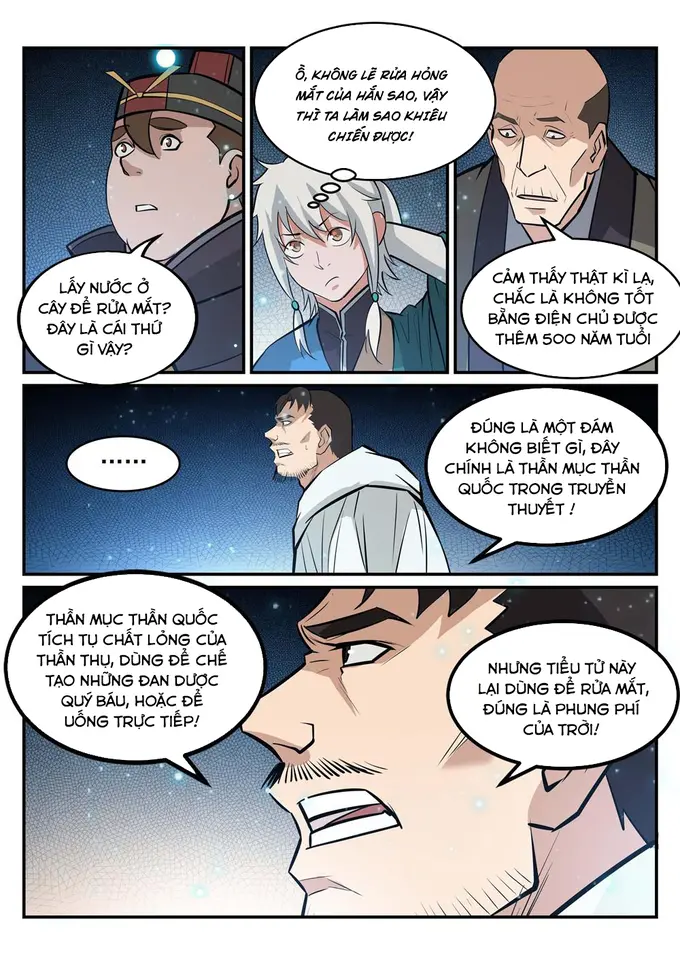 LẤY NƯỚC Ở
CÂY ĐỂ RỬA MẮT?
ĐÂY LÀ CÁI THỨ
GÌ VẬY?
Ồ, KHÔNG LẼ RỬA HỎNG
MẮT CỦA HẮN SAO, VẬY
THÌ TA LÀM SAO KHIÊU
CHIẾN ĐƯỢC!
CẢM THẤY THẬT KÌ LẠ,
CHẮC LÀ KHÔNG TỐT
BẰNG ĐIỆN CHỦ ĐƯỢC
THÊM 500 NĂM TUỔI
......
ĐÚNG LÀ MỘT ĐÁM
KHÔNG BIẾT GÌ, ĐÂY
CHÍNH LÀ THẦN MỤC THẦN
QUỐC TRONG TRUYỀN
THUYẾT !
THẦN MỤC THẦN QUỐC
TÍCH TỤ CHẤT LỎNG CỦA
THẦN THỤ, DÙNG ĐỂ CHẾ
TẠO NHỮNG ĐAN DƯỢC
QUÝ BÁU, HOẶC ĐỂ
UỐNG TRỰC TIẾP!
NHƯNG TIỂU TỬ NÀY
LẠI DÙNG ĐỂ RỬA MẮT,
ĐÚNG LÀ PHUNG PHÍ
CỦA TRỜI!